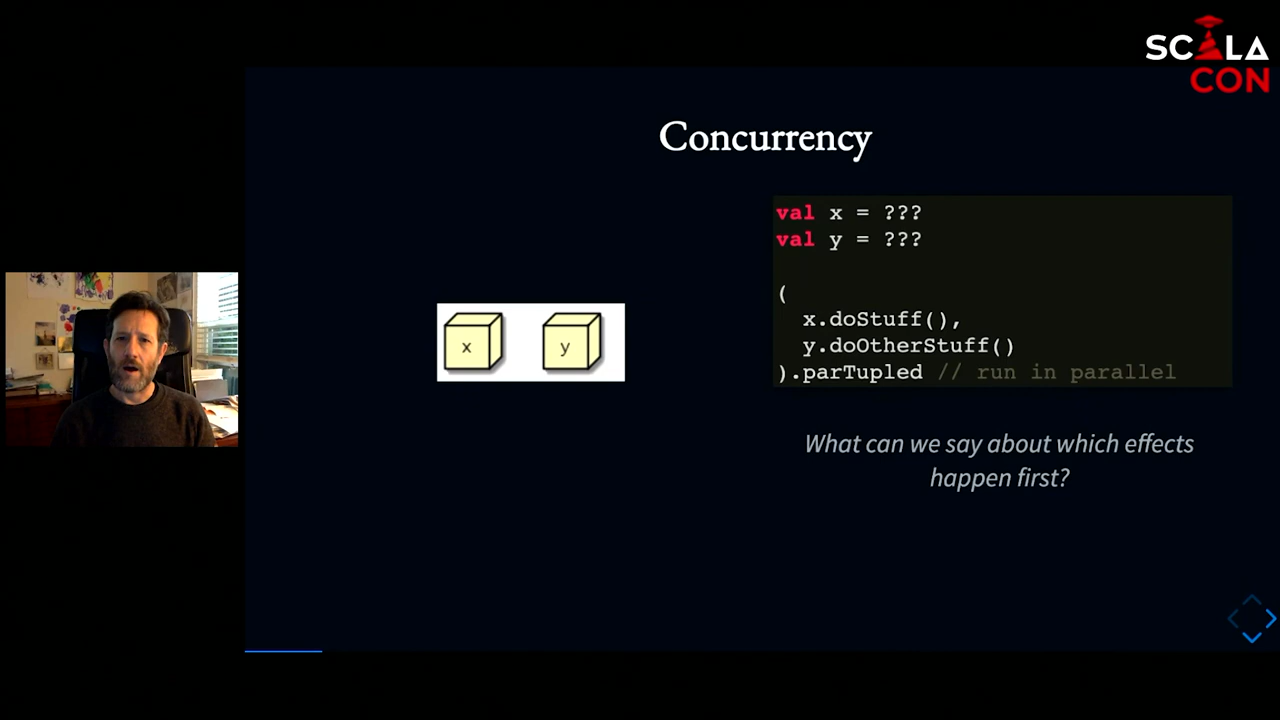 SCALA
CON
Concurrency
val x = ???
val y = ???
(
x.doStuff(),
y.doOtherStuff()
).parTupled // run in parallel
x
y
What can we say about which effects
happen first?